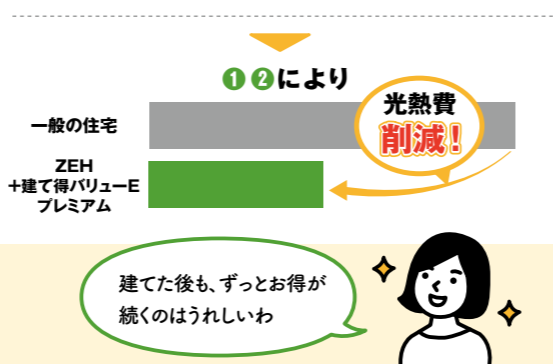 ❶❷により
光熱費
削減！
一般の住宅
ZEH
＋建て得バリューE
プレミアム
建てた後も、ずっとお得が
続くのはうれしいわ